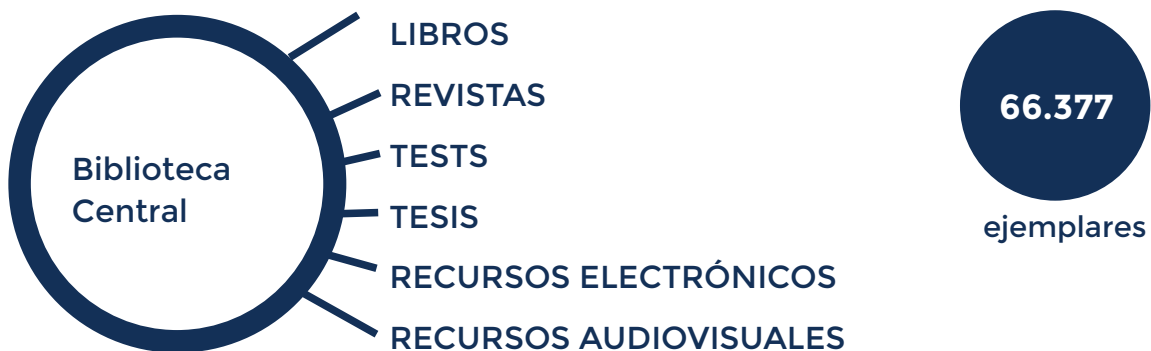 Biblioteca
Central
LIBROS
REVISTAS
TESTS
TESIS
RECURSOS ELECTRÓNICOS
RECURSOS AUDIOVISUALES
66.377
ejemplares